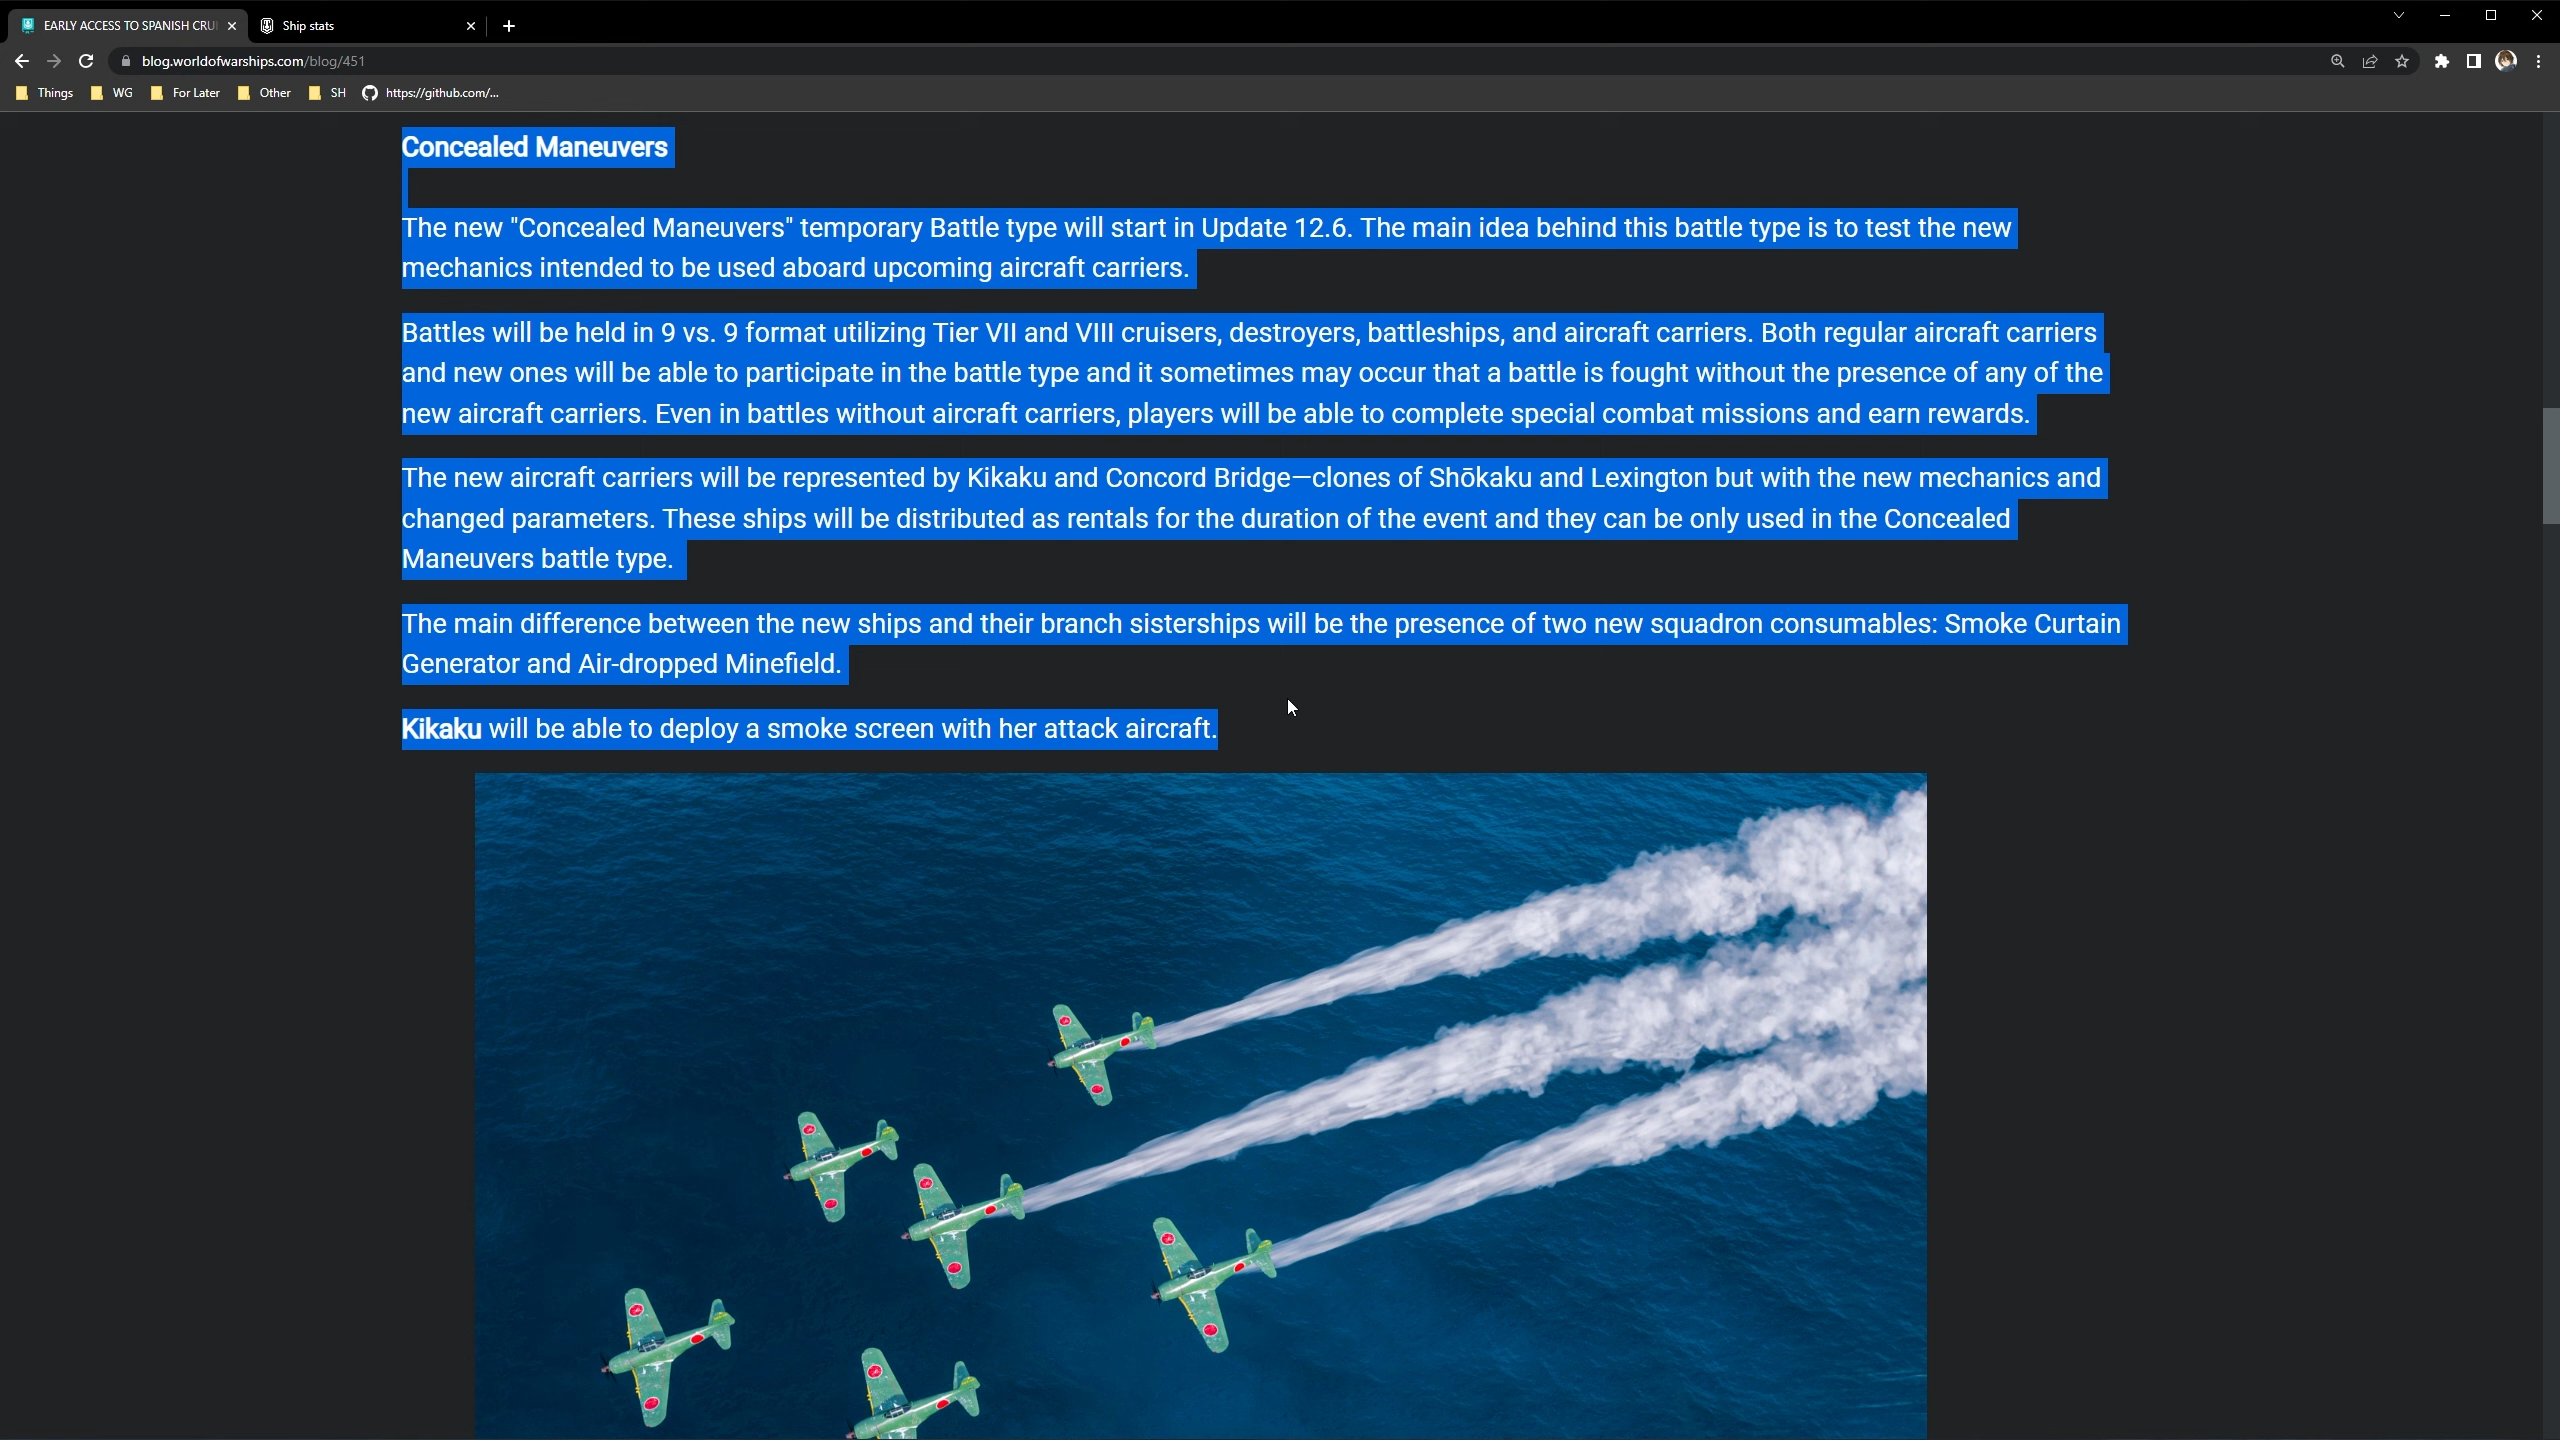 EARLY ACCESS TO SPANISH CRU
Ship stats
blog.worldofwarships.com/blog/451
Things WG For Later Other SH https://github.com/...
Concealed Maneuvers
The new "Concealed Maneuvers" temporary Battle type will start in Update 12.6. The main idea behind this battle type is to test the new
mechanics intended to be used aboard upcoming aircraft carriers.
Battles will be held in 9 vs. 9 format utilizing Tier VII and VIII cruisers, destroyers, battleships, and aircraft carriers. Both regular aircraft carriers
and new ones will be able to participate in the battle type and it sometimes may occur that a battle is fought without the presence of any of the
new aircraft carriers. Even in battles without aircraft carriers, players will be able to complete special combat missions and earn rewards.
The new aircraft carriers will be represented by Kikaku and Concord Bridge—clones of Shōkaku and Lexington but with the new mechanics and
changed parameters. These ships will be distributed as rentals for the duration of the event and they can be only used in the Concealed
Maneuvers battle type.
The main difference between the new ships and their branch sisterships will be the presence of two new squadron consumables: Smoke Curtain
Generator and Air-dropped Minefield.
Kikaku will be able to deploy a smoke screen with her attack aircraft.